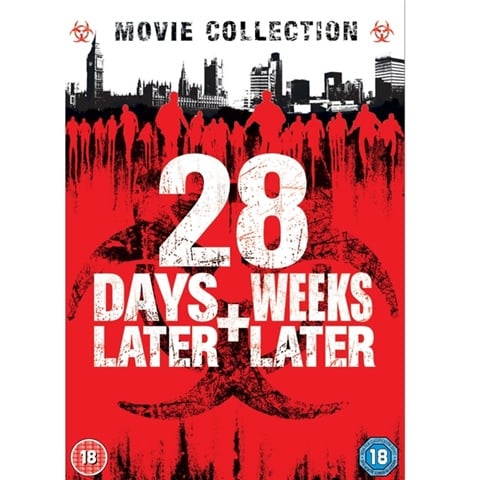 MOVIE COLLECTION
28
DAYS + WEEKS
LATER LATER
18
18